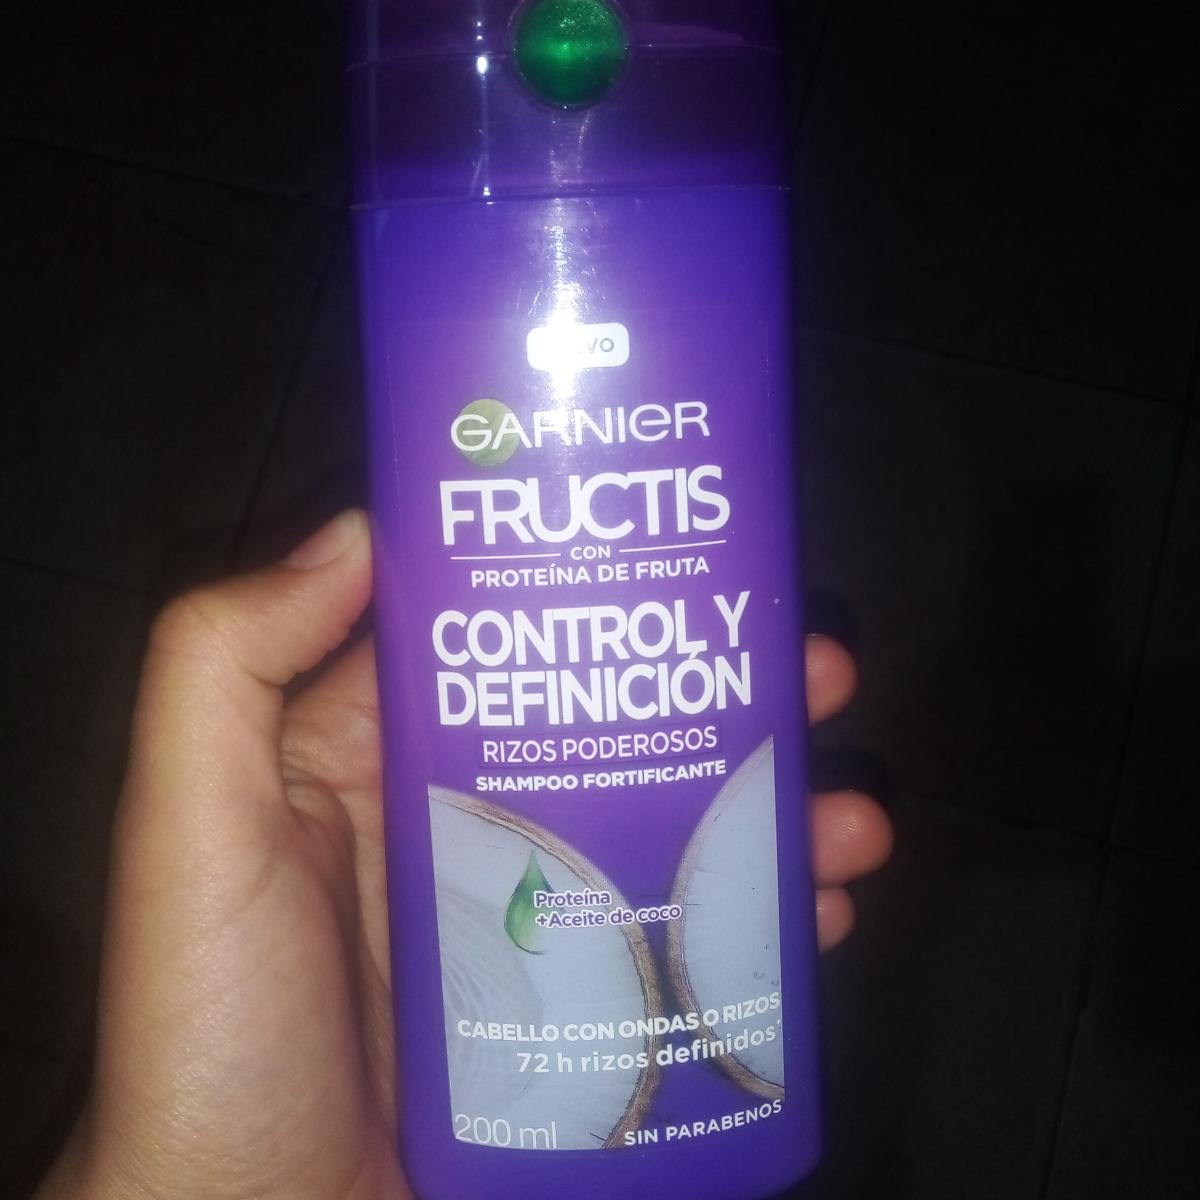 GARNIER
FRUCTIS
CON
PROTEÍNA DE FRUTA
CONTROL Y
DEFINICIÓN
RIZOS PODEROSOS
SHAMPOO FORTIFICANTE
Proteína
+Aceite de coco
CABELLO CON ONDAS O RIZOS
72 h rizos definidos*
200 ml
SIN PARABENOS